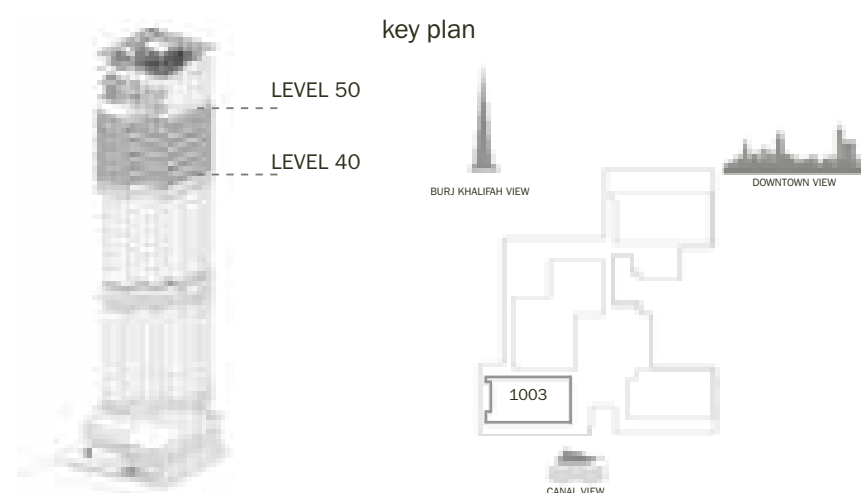 key plan
LEVEL 50
LEVEL 40
BURJ KHALIFAH VIEW
DOWNTOWN VIEW
1003
CANAL VIEW